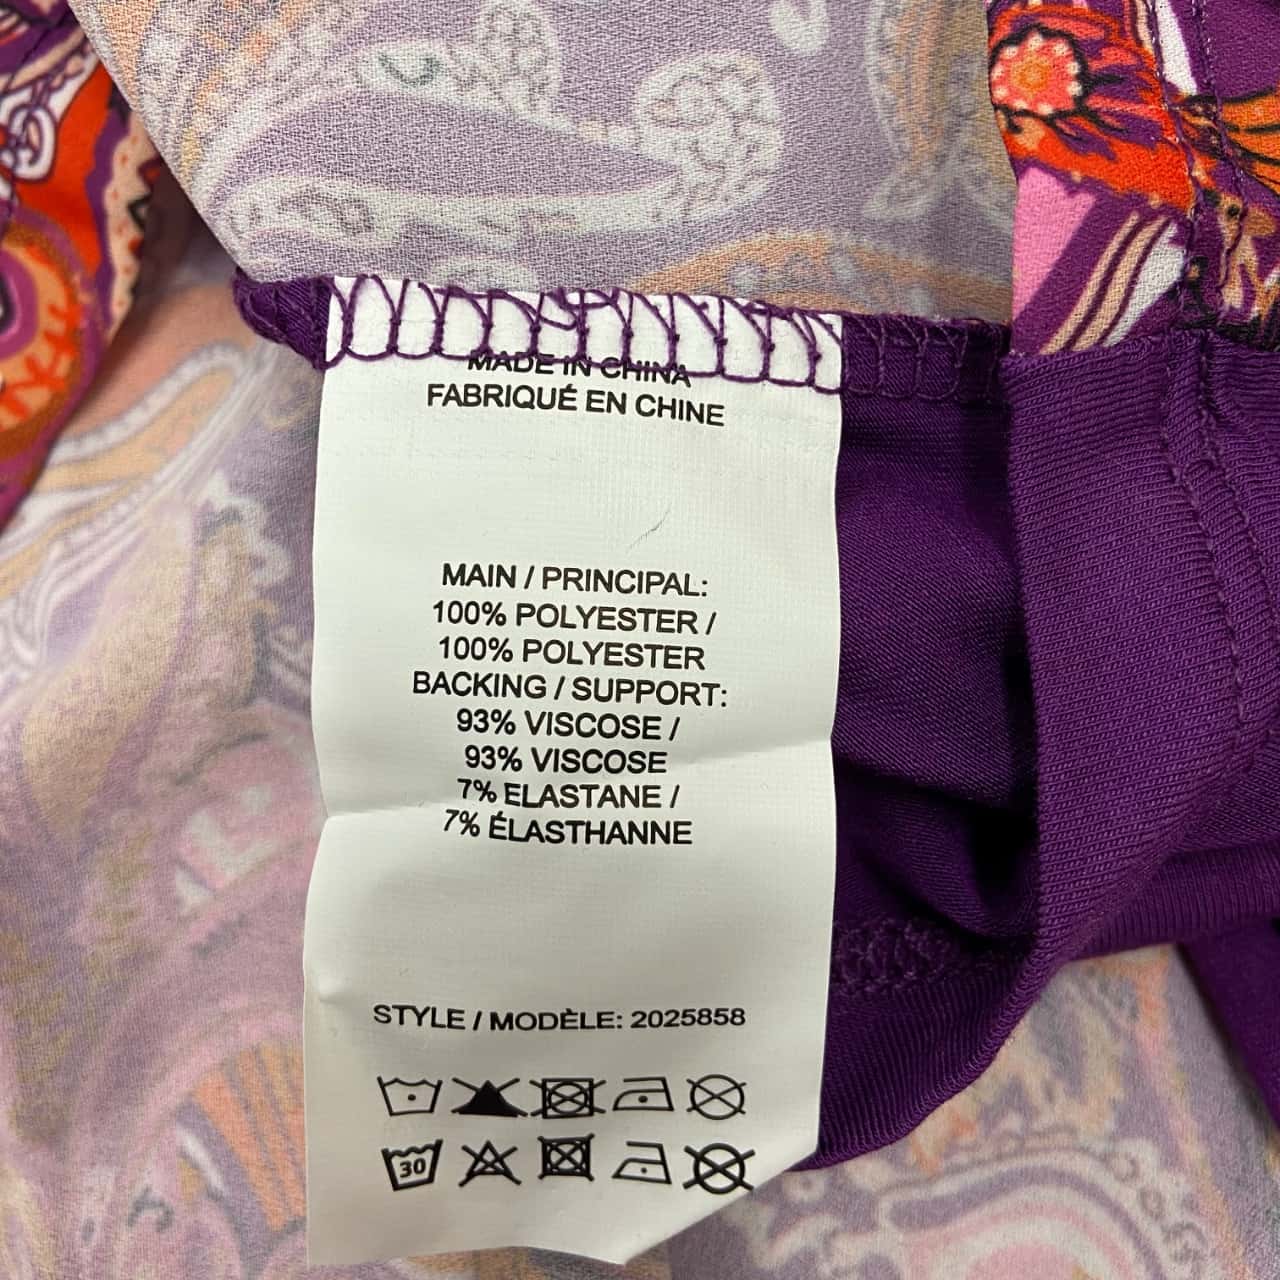 MADE IN CHINA
FABRIQUÉ EN CHINE
MAIN / PRINCIPAL:
100% POLYESTER /
100% POLYESTER
BACKING / SUPPORT:
93% VISCOSE /
93% VISCOSE
7% ELASTANE /
7% ÉLASTHANNE
STYLE / MODÈLE: 2025858
30